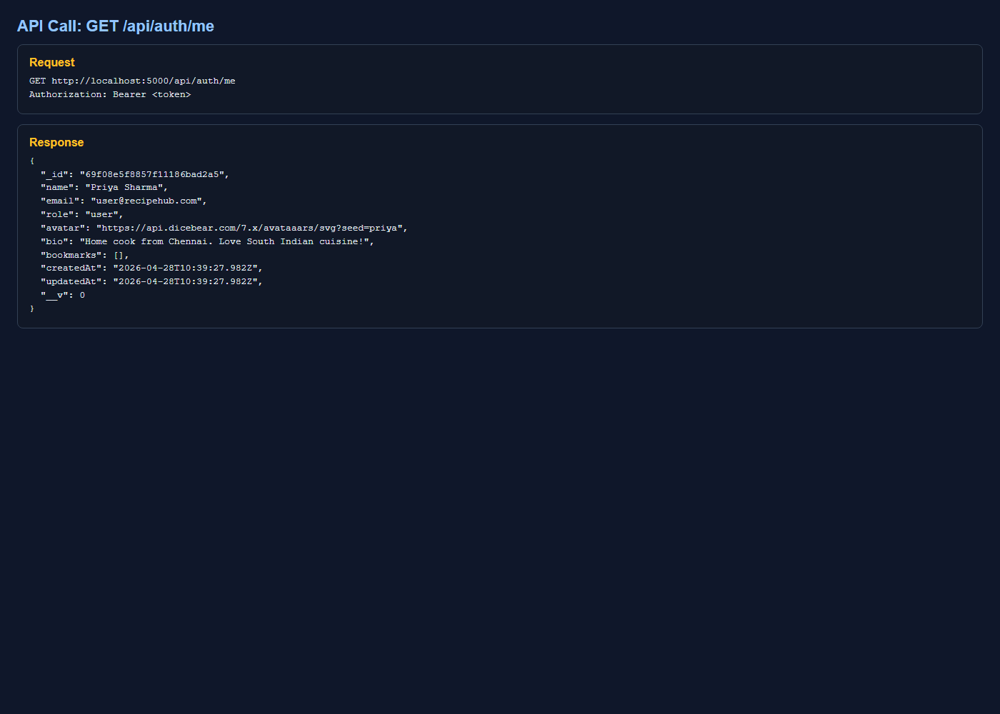 API Call: GET /api/auth/me
Request
GET http://localhost:5000/api/auth/me
Authorization: Bearer <token>
Response
{
  "_id": "69f08e5f8857f11186bad2a5",
  "name": "Priya Sharma",
  "email": "user@recipehub.com",
  "role": "user",
  "avatar": "https://api.dicebear.com/7.x/avataaars/svg?seed=priya",
  "bio": "Home cook from Chennai. Love South Indian cuisine!",
  "bookmarks": [],
  "createdAt": "2026-04-28T10:39:27.982Z",
  "updatedAt": "2026-04-28T10:39:27.982Z",
  "__v": 0
}